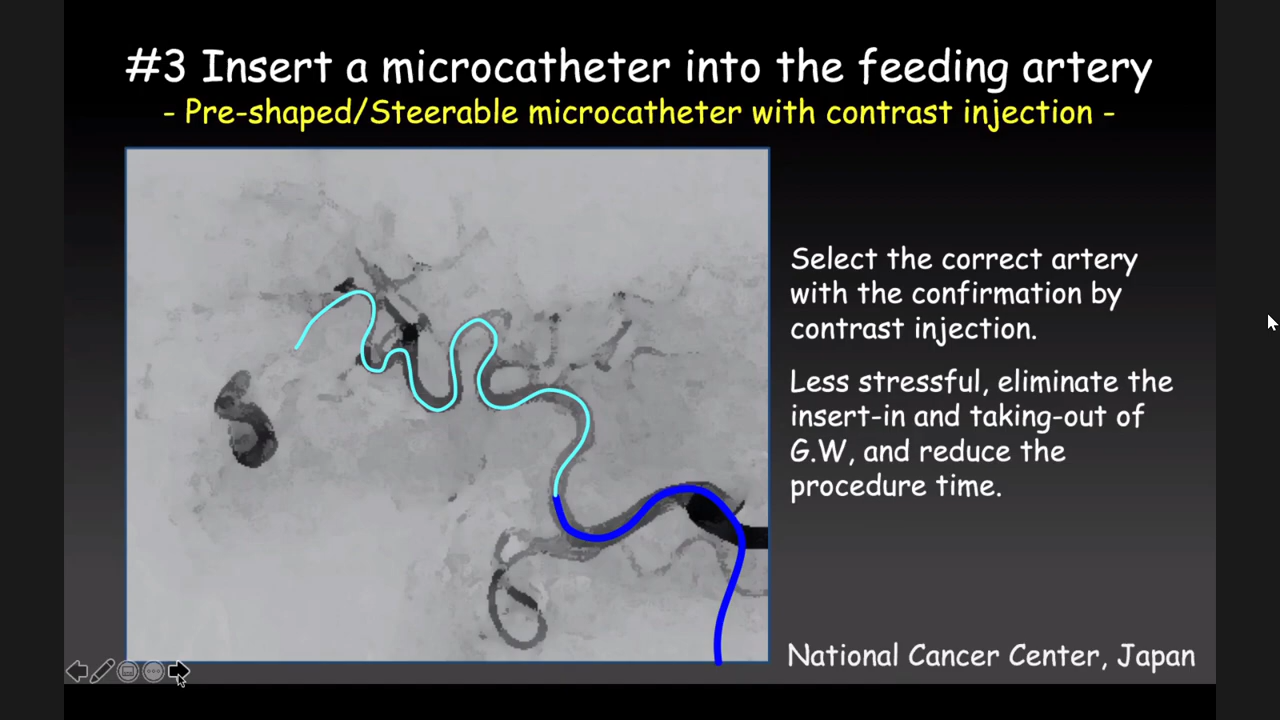 #3 Insert a microcatheter into the feeding artery
- Pre-shaped/Steerable microcatheter with contrast injection -
Select the correct artery
with the confirmation by
contrast injection.
Less stressful, eliminate the
insert-in and taking-out of
G.W, and reduce the
procedure time.
National Cancer Center, Japan